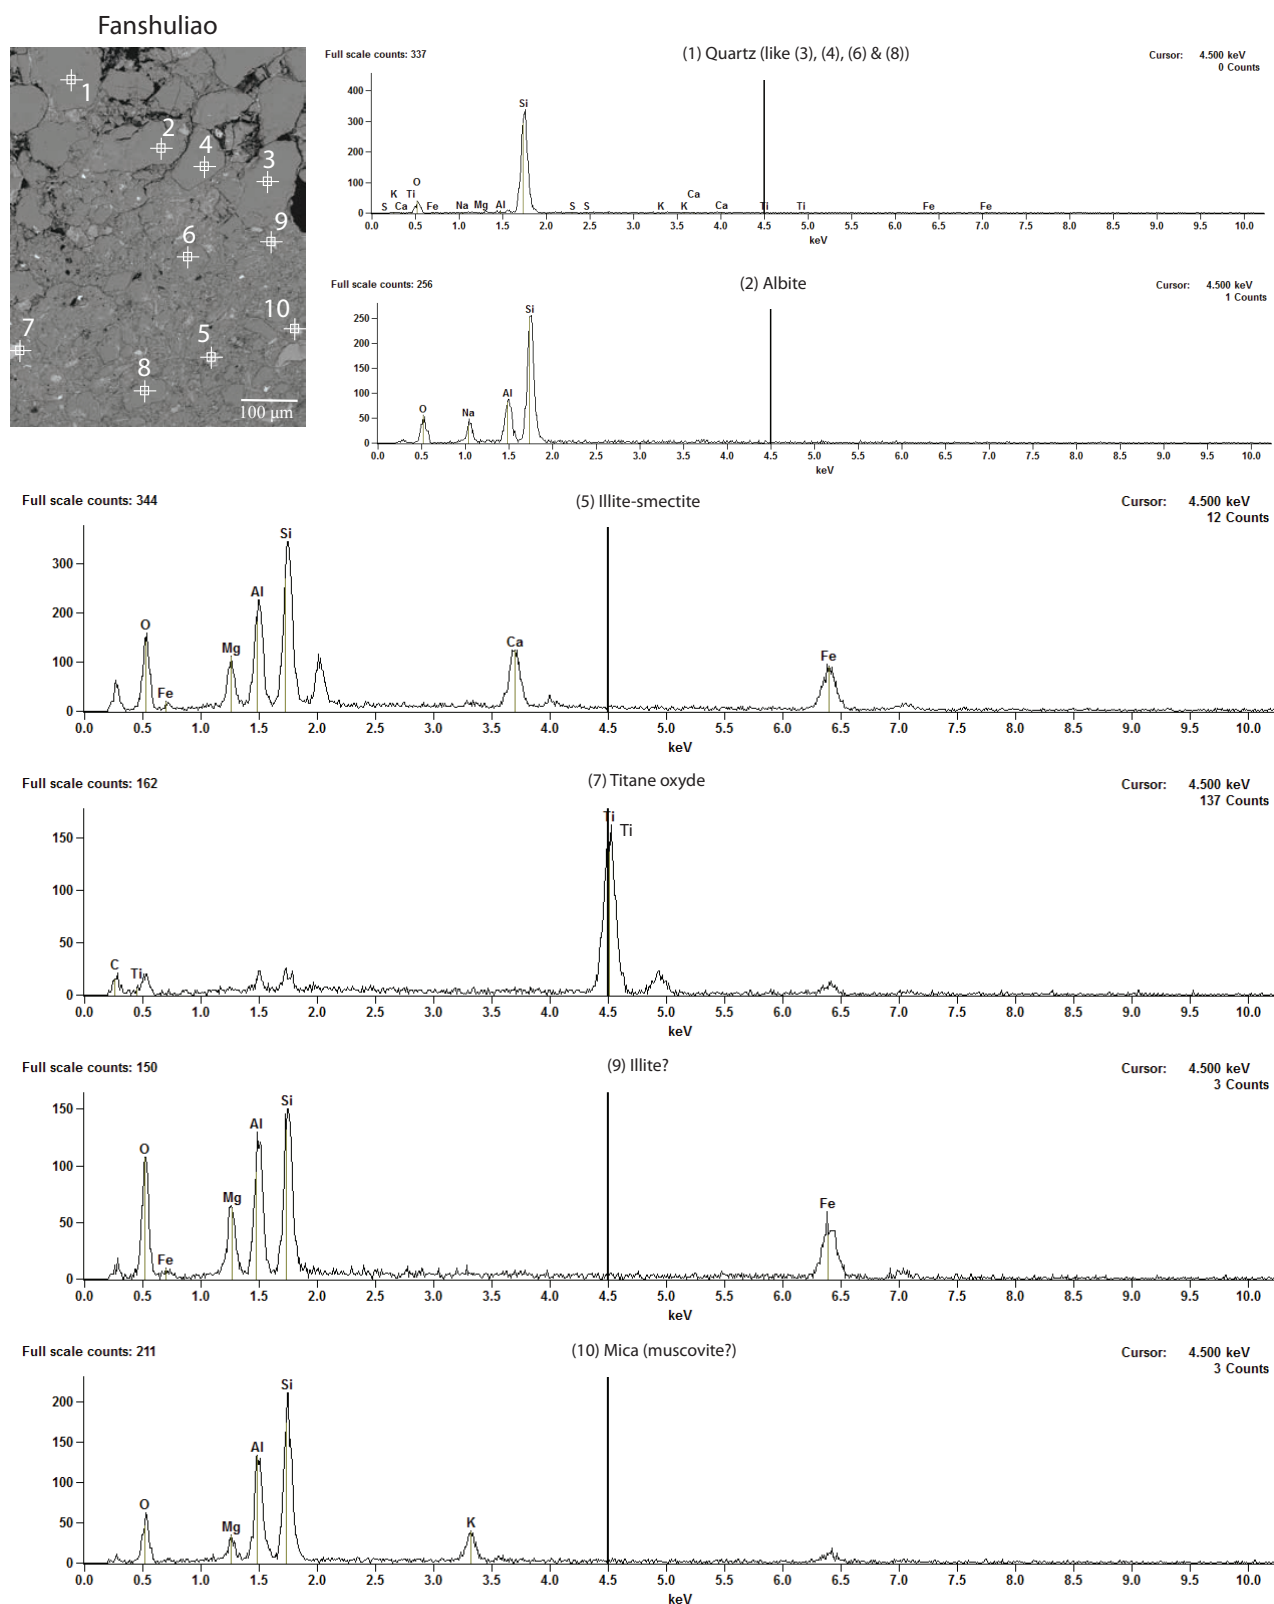 Fanshuliao
1
2
4
3
9
6
10
7
5
8
100 µm
Full scale counts: 337
(1) Quartz (like (3), (4), (6) & (8))
Cursor: 4.500 keV
0 Counts
400
300
200
100
0
Si
O
K Ti
S Ca Fe Na Mg Al S S K K Ca Ca Ti Ti Fe Fe
0.0 0.5 1.0 1.5 2.0 2.5 3.0 3.5 4.0 4.5 5.0 5.5 6.0 6.5 7.0 7.5 8.0 8.5 9.0 9.5 10.0
keV
Full scale counts: 256
(2) Albite
Cursor: 4.500 keV
1 Counts
250
200
150
100
50
0
Si
Al
O Na
0.0 0.5 1.0 1.5 2.0 2.5 3.0 3.5 4.0 4.5 5.0 5.5 6.0 6.5 7.0 7.5 8.0 8.5 9.0 9.5 10.0
keV
Full scale counts: 344
(5) Illite-smectite
Cursor: 4.500 keV
12 Counts
300
200
100
0
Si
Al
O
Mg Ca
Fe Fe
0.0 0.5 1.0 1.5 2.0 2.5 3.0 3.5 4.0 4.5 5.0 5.5 6.0 6.5 7.0 7.5 8.0 8.5 9.0 9.5 10.0
keV
Full scale counts: 162
(7) Titane oxyde
Cursor: 4.500 keV
137 Counts
150
100
50
0
Ti
Ti
C Ti
0.0 0.5 1.0 1.5 2.0 2.5 3.0 3.5 4.0 4.5 5.0 5.5 6.0 6.5 7.0 7.5 8.0 8.5 9.0 9.5 10.0
keV
Full scale counts: 150
(9) Illite?
Cursor: 4.500 keV
3 Counts
150
100
50
0
Si
Al
O
Mg Fe
Fe
0.0 0.5 1.0 1.5 2.0 2.5 3.0 3.5 4.0 4.5 5.0 5.5 6.0 6.5 7.0 7.5 8.0 8.5 9.0 9.5 10.0
keV
Full scale counts: 211
(10) Mica (muscovite?)
Cursor: 4.500 keV
3 Counts
200
150
100
50
0
Si
Al
O
Mg K
0.0 0.5 1.0 1.5 2.0 2.5 3.0 3.5 4.0 4.5 5.0 5.5 6.0 6.5 7.0 7.5 8.0 8.5 9.0 9.5 10.0
keV